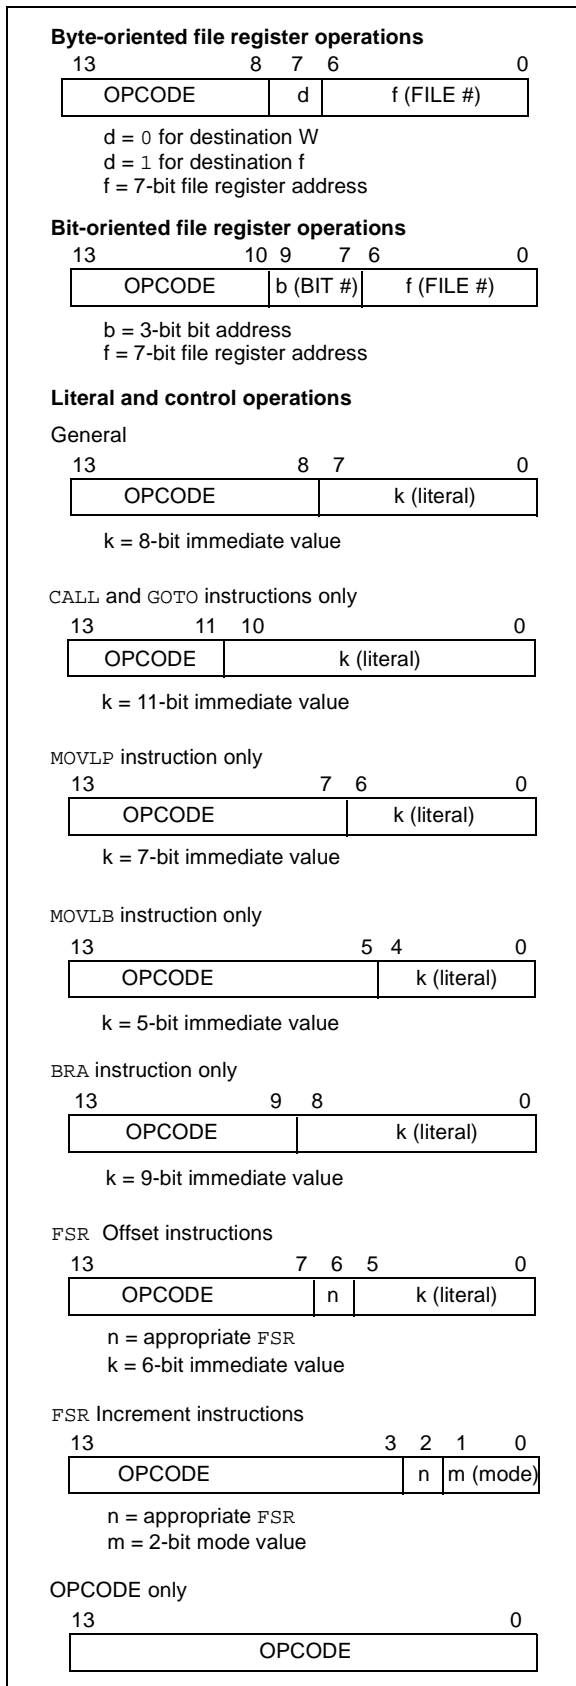 Byte-oriented file register operations
13 8 7 6 0
OPCODE d f (FILE #)
d = 0 for destination W
d = 1 for destination f
f = 7-bit file register address
Bit-oriented file register operations
13 10 9 7 6 0
OPCODE b (BIT #) f (FILE #)
b = 3-bit bit address
f = 7-bit file register address
Literal and control operations
General
13 8 7 0
OPCODE k (literal)
k = 8-bit immediate value
CALL and GOTO instructions only
13 11 10 0
OPCODE k (literal)
k = 11-bit immediate value
MOVLP instruction only
13 7 6 0
OPCODE k (literal)
k = 7-bit immediate value
MOVLB instruction only
13 5 4 0
OPCODE k (literal)
k = 5-bit immediate value
BRA instruction only
13 9 8 0
OPCODE k (literal)
k = 9-bit immediate value
FSR Offset instructions
13 7 6 5 0
OPCODE n k (literal)
n = appropriate FSR
k = 6-bit immediate value
FSR Increment instructions
13 3 2 1 0
OPCODE n m (mode)
n = appropriate FSR
m = 2-bit mode value
OPCODE only
13 0
OPCODE